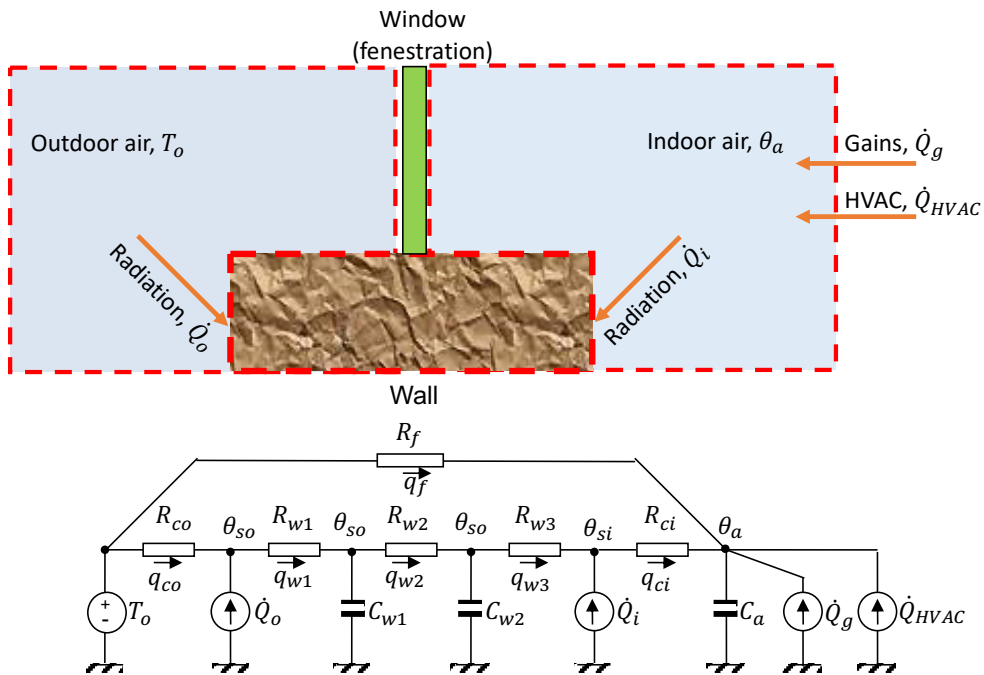 Window
(fenestration)
Outdoor air, T_o
Indoor air, θ_a
Gains, Q̇_g
HVAC, Q̇_HVAC
Radiation, Q̇_o
Radiation, Q̇_i
Wall
R_f
q_f
R_co θ_so R_w1 θ_so R_w2 θ_so R_w3 θ_si R_ci θ_a
q_co q_w1 q_w2 q_w3 q_ci
+
-
T_o Q̇_o C_w1 C_w2 Q̇_i C_a Q̇_g Q̇_HVAC